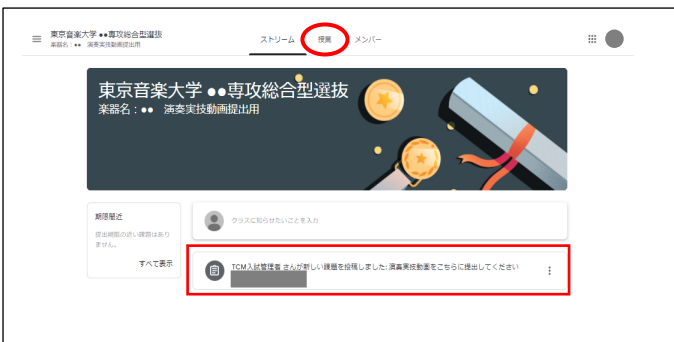 東京音楽大学 ●●専攻総合型選抜
楽器名：●● 演奏実技動画提出用
ストリーム
授業
メンバー
東京音楽大学 ●●専攻総合型選抜
楽器名：●● 演奏実技動画提出用
期限間近
提出期限の近い課題はあり
ません。
すべて表示
クラスに知らせたいことを入力
TCM入試管理者 さんが新しい課題を投稿しました: 演奏実技動画をこちらに提出してください